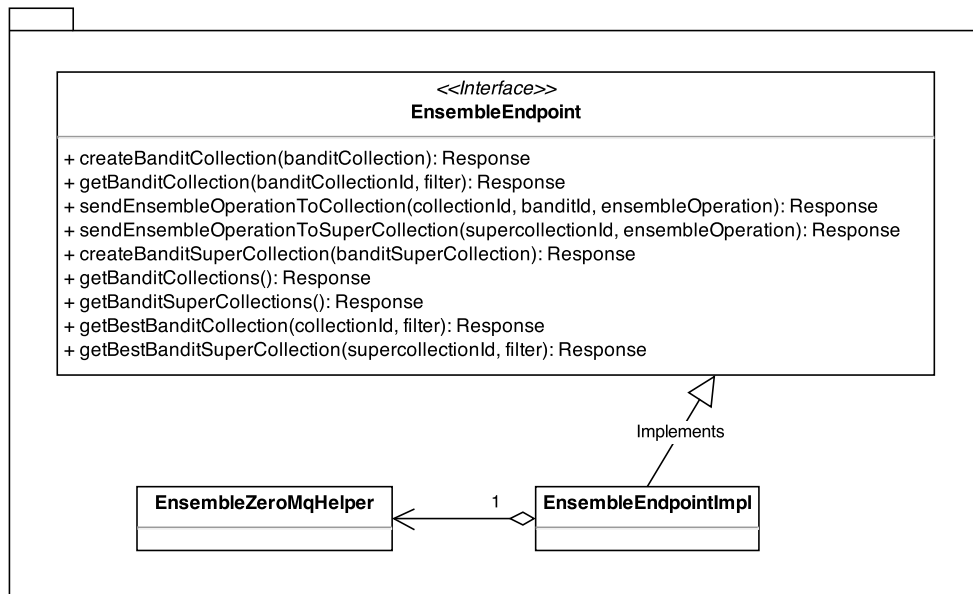 <<Interface>>
EnsembleEndpoint
+ createBanditCollection(banditCollection): Response
+ getBanditCollection(banditCollectionId, filter): Response
+ sendEnsembleOperationToCollection(collectionId, banditId, ensembleOperation): Response
+ sendEnsembleOperationToSuperCollection(supercollectionId, ensembleOperation): Response
+ createBanditSuperCollection(banditSuperCollection): Response
+ getBanditCollections(): Response
+ getBanditSuperCollections(): Response
+ getBestBanditCollection(collectionId, filter): Response
+ getBestBanditSuperCollection(supercollectionId, filter): Response
Implements
EnsembleZeroMqHelper
1
EnsembleEndpointImpl